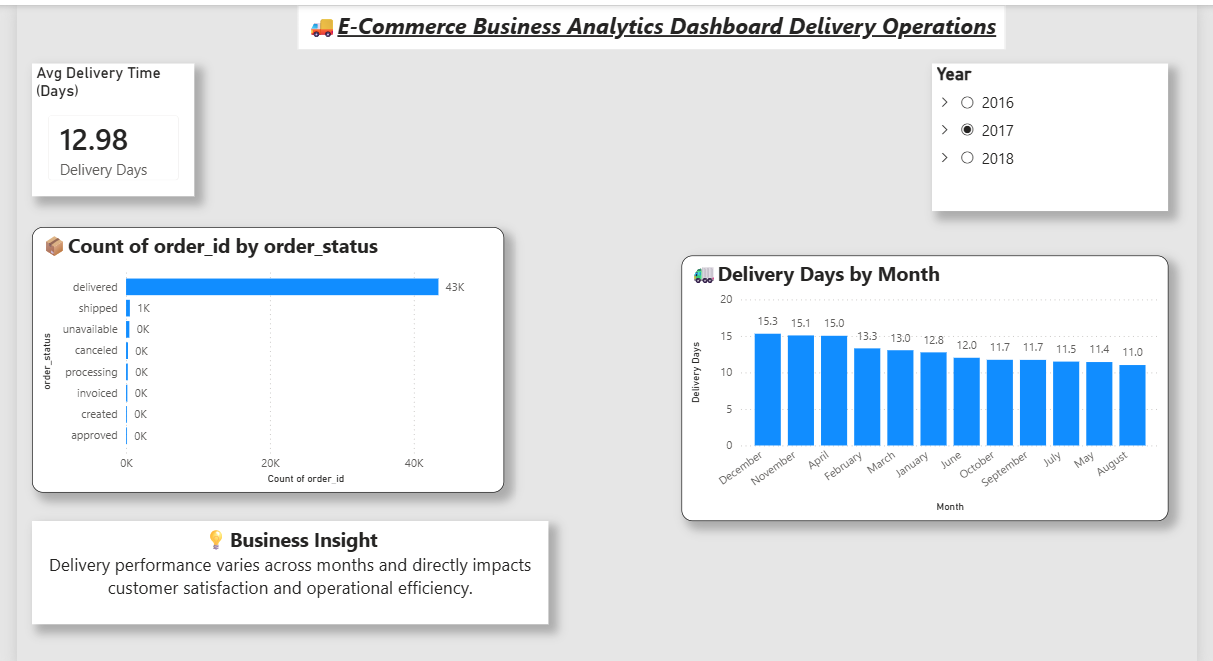 🚚 E-Commerce Business Analytics Dashboard Delivery Operations
Avg Delivery Time
(Days)
12.98
Delivery Days
Year
2016
2017
2018
📦 Count of order_id by order_status
order_status
delivered 43K
shipped 1K
unavailable 0K
canceled 0K
processing 0K
invoiced 0K
created 0K
approved 0K
0K 20K 40K
Count of order_id
🚛 Delivery Days by Month
Delivery Days
20
15
10
5
0
15.3 15.1 15.0 13.3 13.0 12.8 12.0 11.7 11.7 11.5 11.4 11.0
December November April February March January June October September July May August
Month
💡 Business Insight
Delivery performance varies across months and directly impacts
customer satisfaction and operational efficiency.